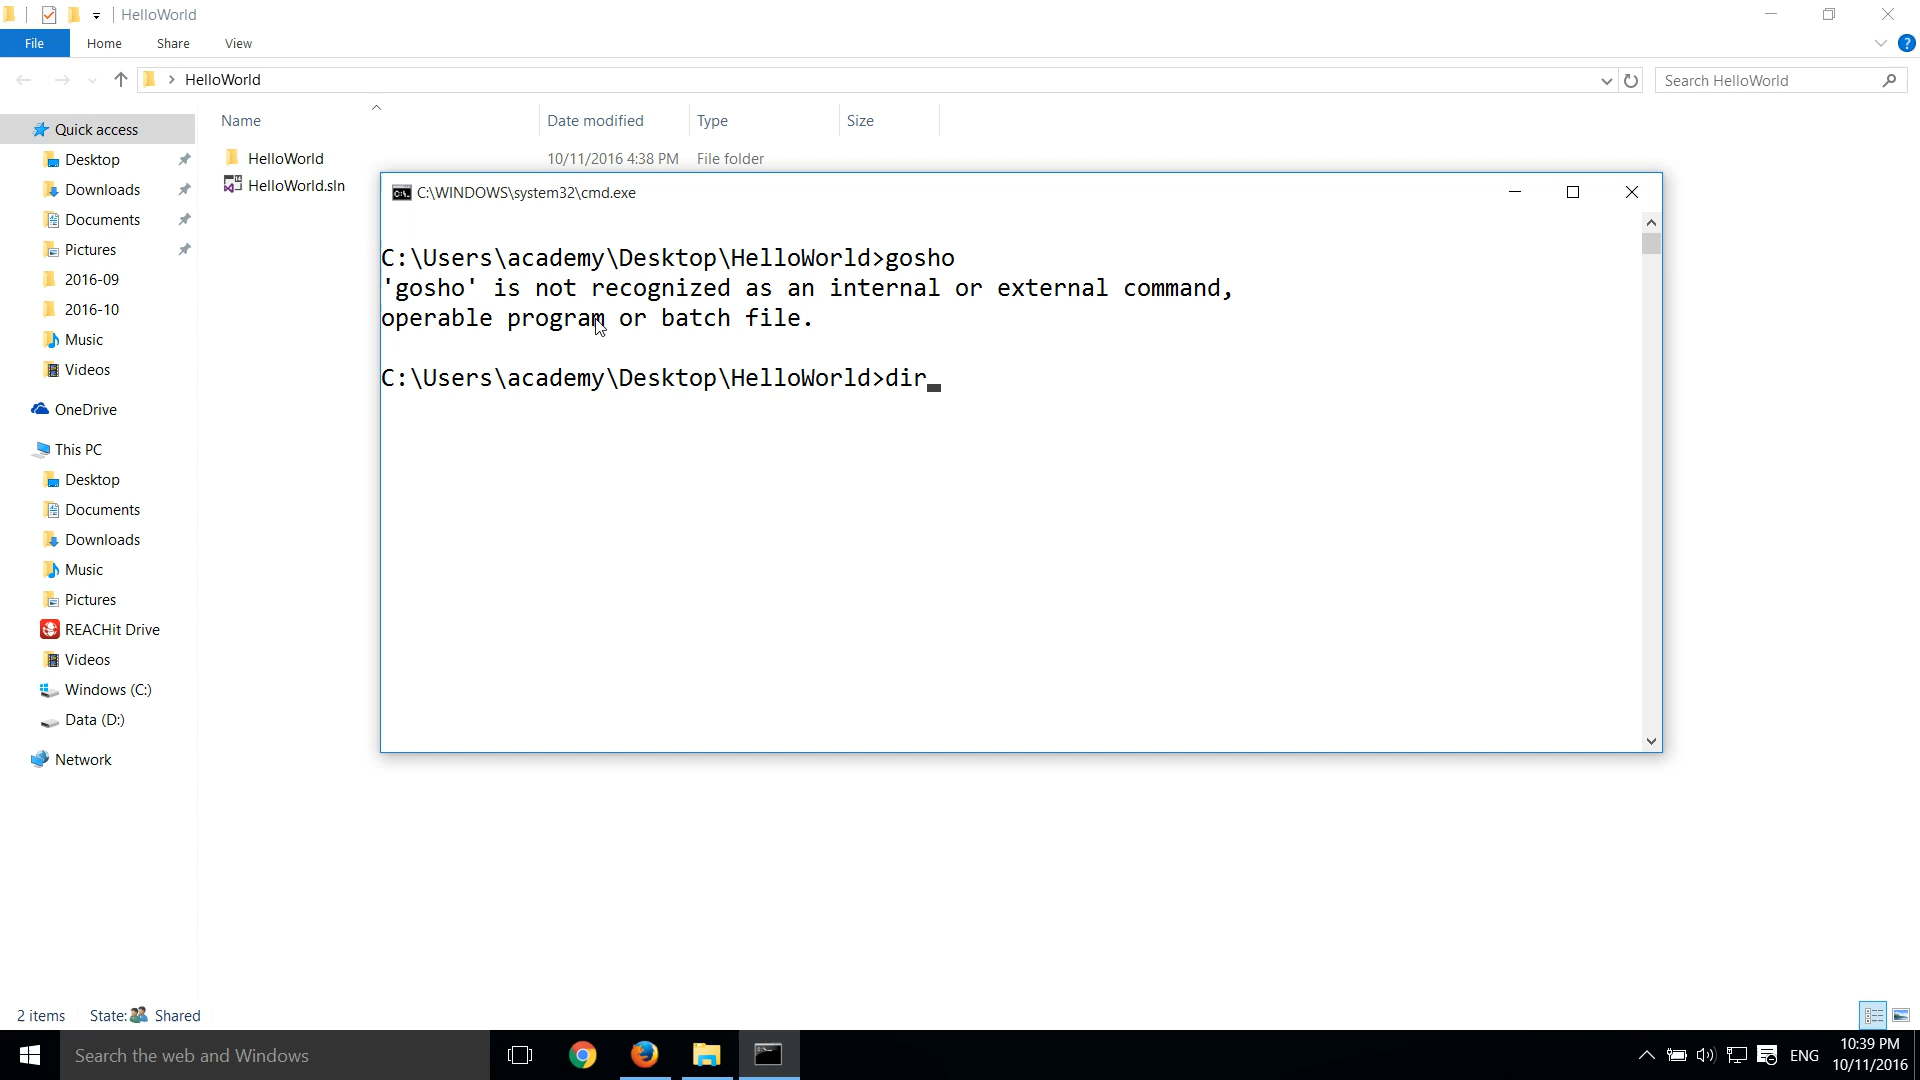 HelloWorld
File Home Share View
HelloWorld
Search HelloWorld
Name Date modified Type Size
Quick access
Desktop
Downloads
Documents
Pictures
2016-09
2016-10
Music
Videos
OneDrive
This PC
Desktop
Documents
Downloads
Music
Pictures
REACHit Drive
Videos
Windows (C:)
Data (D:)
Network
HelloWorld 10/11/2016 4:38 PM File folder
HelloWorld.sln
C:\WINDOWS\system32\cmd.exe
C:\Users\academy\Desktop\HelloWorld>gosho
'gosho' is not recognized as an internal or external command,
operable program or batch file.
C:\Users\academy\Desktop\HelloWorld>dir
2 items State: Shared
Search the web and Windows
ENG
10:39 PM
10/11/2016